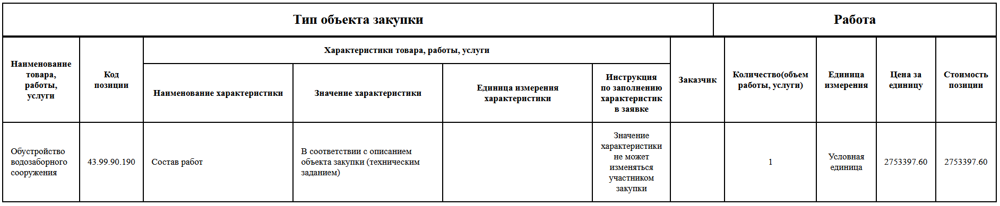 Тип объекта закупки
Работа
Наименование
товара,
работы,
услуги
Код
позиции
Характеристики товара, работы, услуги
Наименование характеристики
Значение характеристики
Единица измерения
характеристики
Инструкция
по заполнению
характеристик
в заявке
Заказчик
Количество(объем
работы, услуги)
Единица
измерения
Цена за
единицу
Стоимость
позиции
Обустройство
водозаборного
сооружения
43.99.90.190
Состав работ
В соответствии с описанием
объекта закупки (техническим
заданием)
Значение
характеристики
не может
изменяться
участником
закупки
1
Условная
единица
2753397.60
2753397.60